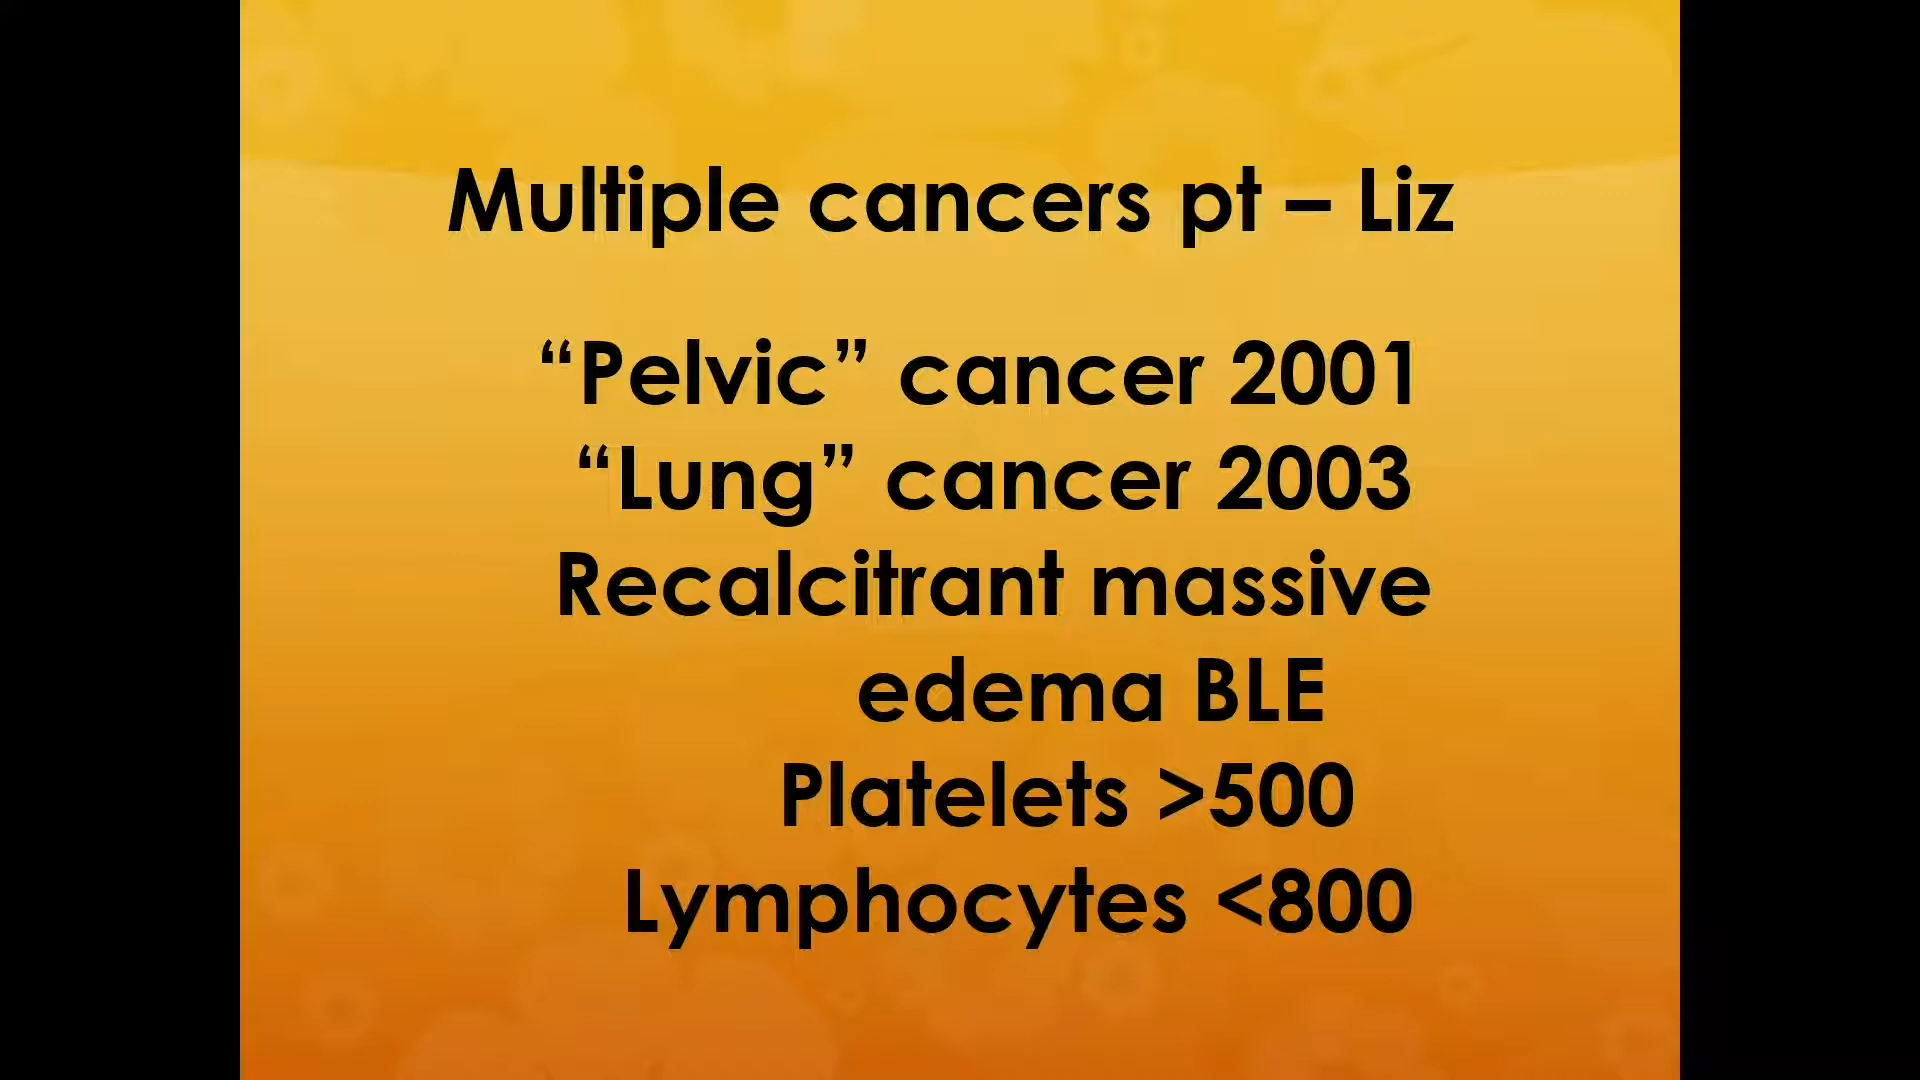 Multiple cancers pt – Liz
“Pelvic” cancer 2001
“Lung” cancer 2003
Recalcitrant massive
edema BLE
Platelets >500
Lymphocytes <800